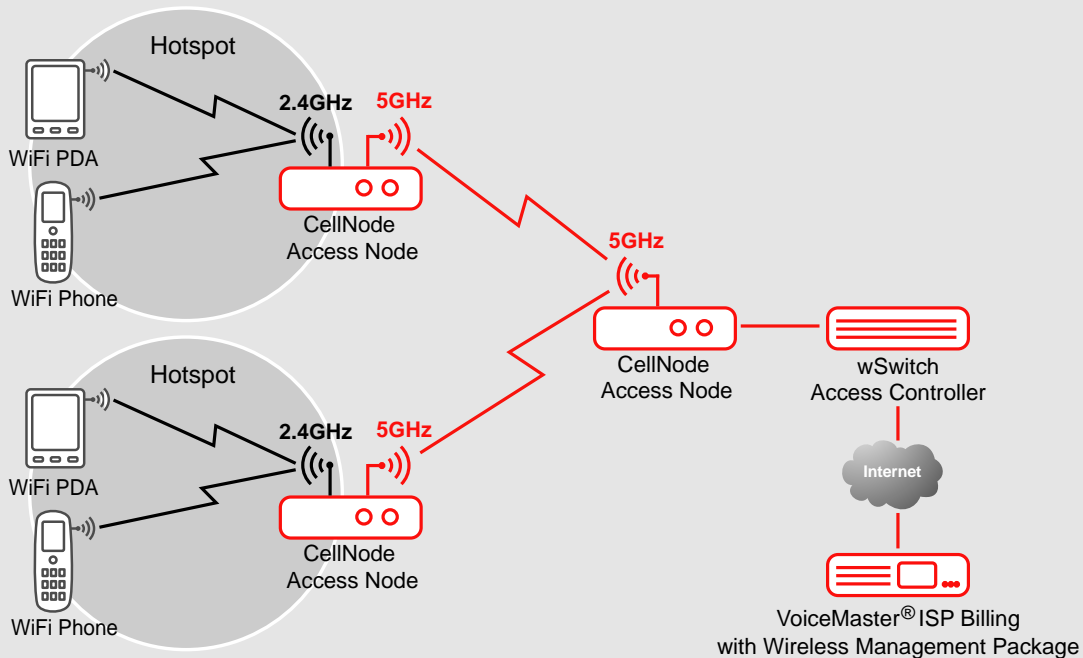 Hotspot
2.4GHz 5GHz
WiFi PDA
CellNode
Access Node
WiFi Phone
5GHz
CellNode
Access Node
wSwitch
Access Controller
Hotspot
2.4GHz 5GHz
WiFi PDA
CellNode
Access Node
WiFi Phone
Internet
VoiceMaster® ISP Billing
with Wireless Management Package